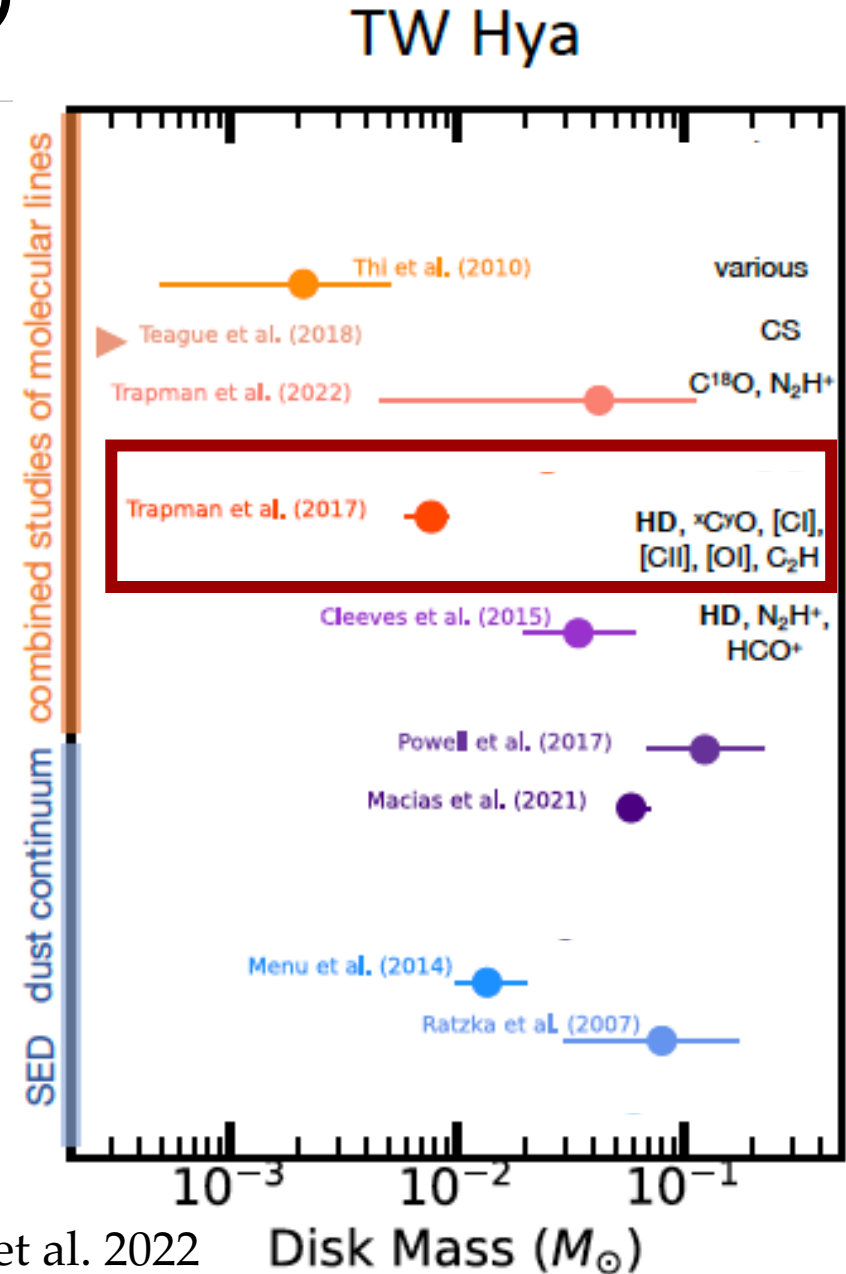 )
TW Hya
combined studies of molecular lines
Thi et al. (2010) various
Teague et al. (2018) CS
Trapman et al. (2022) C¹⁸O, N₂H⁺
Trapman et al. (2017) HD, ˣCʸO, [CI],
[CII], [OI], C₂H
Cleeves et al. (2015) HD, N₂H⁺,
HCO⁺
dust continuum
Powell et al. (2017)
Macias et al. (2021)
SED
Menu et al. (2014)
Ratzka et al. (2007)
10⁻³ 10⁻² 10⁻¹
et al. 2022
Disk Mass (M☉)